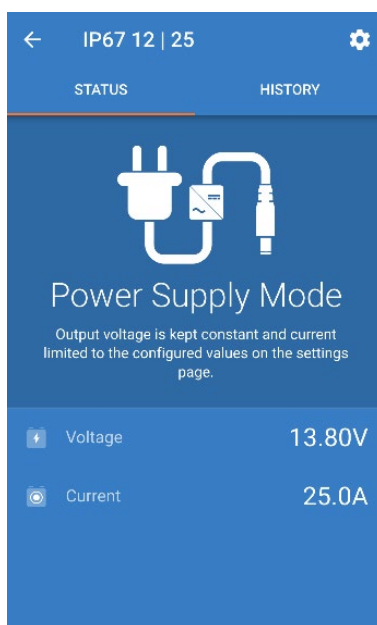 IP67 12 | 25
STATUS
HISTORY
Power Supply Mode
Output voltage is kept constant and current
limited to the configured values on the settings
page.
Voltage
13.80V
Current
25.0A